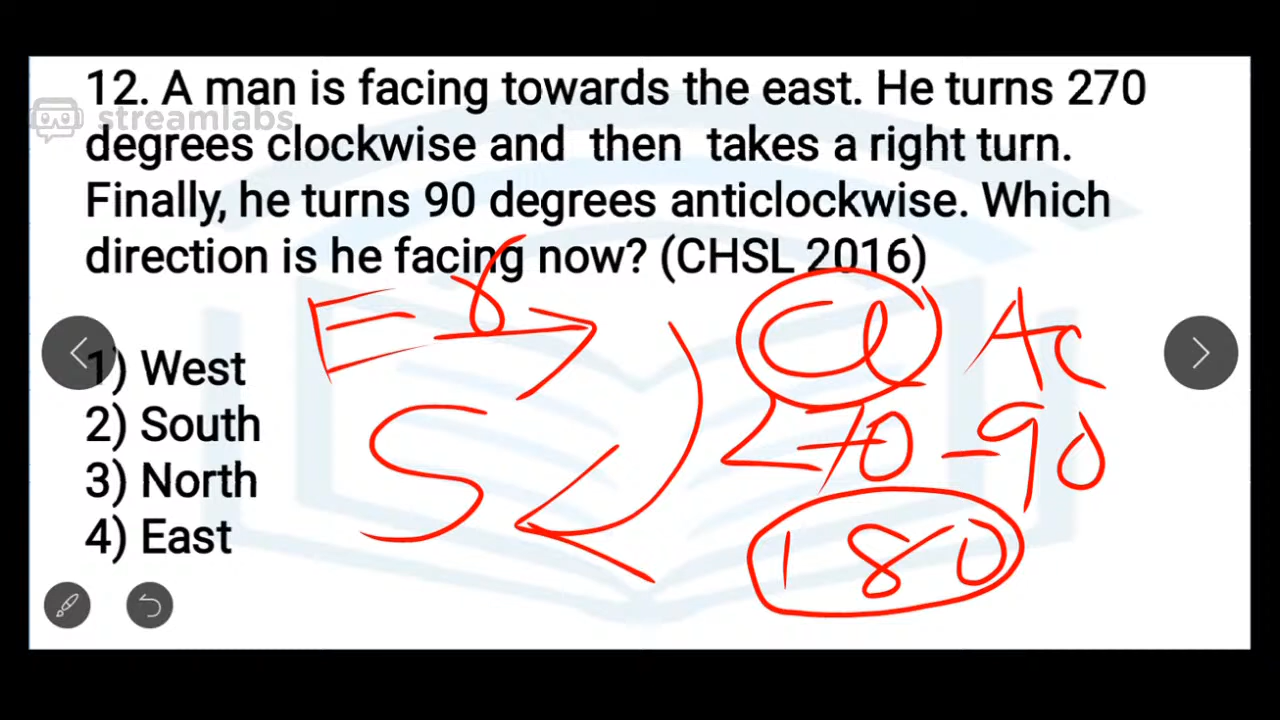 12. A man is facing towards the east. He turns 270
streamlabs
degrees clockwise and then takes a right turn.
Finally, he turns 90 degrees anticlockwise. Which
direction is he facing now? (CHSL 2016)
E r Cl Ac
1) West
2) South
S 270 -90
3) North
4) East
180